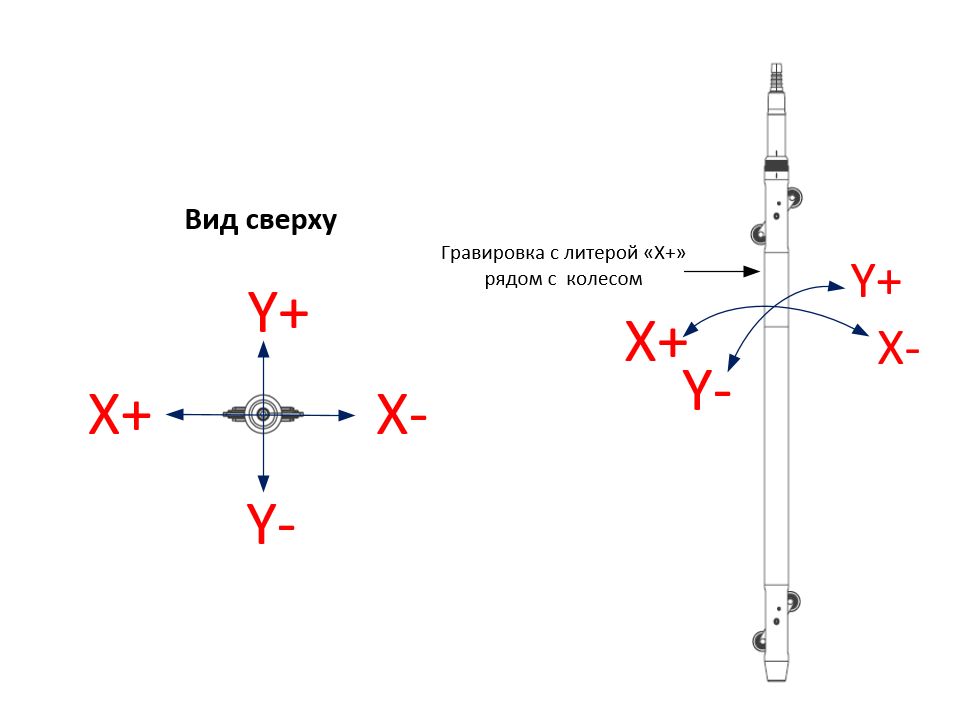 Вид сверху
Y+
X+
X-
Y-
Гравировка с литерой «X+»
рядом с колесом
Y+
X+
X-
Y-